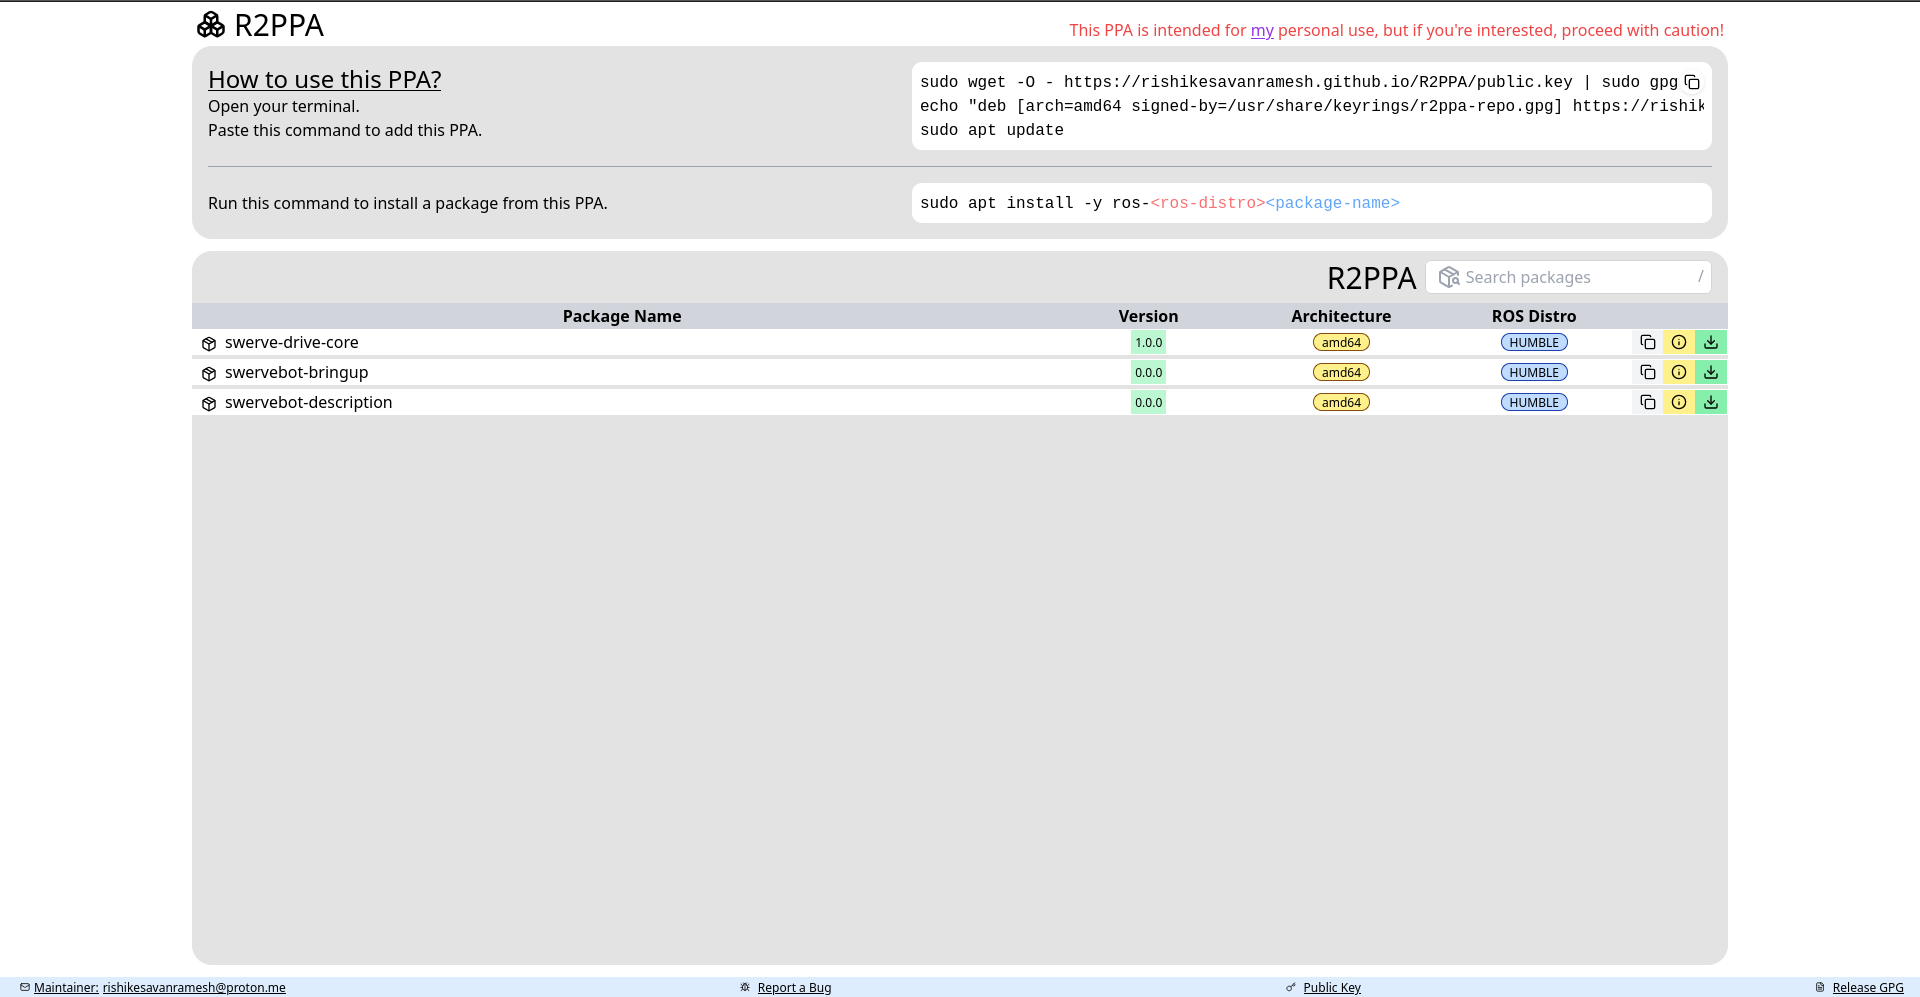 R2PPA
This PPA is intended for my personal use, but if you're interested, proceed with caution!
How to use this PPA?
Open your terminal.
Paste this command to add this PPA.
sudo wget -O - https://rishikesavanramesh.github.io/R2PPA/public.key | sudo gpg
echo "deb [arch=amd64 signed-by=/usr/share/keyrings/r2ppa-repo.gpg] https://rishik
sudo apt update
Run this command to install a package from this PPA.
sudo apt install -y ros-<ros-distro><package-name>
R2PPA
Search packages /
Package Name Version Architecture ROS Distro
swerve-drive-core 1.0.0 amd64 HUMBLE
swervebot-bringup 0.0.0 amd64 HUMBLE
swervebot-description 0.0.0 amd64 HUMBLE
Maintainer: rishikesavanramesh@proton.me Report a Bug Public Key Release GPG